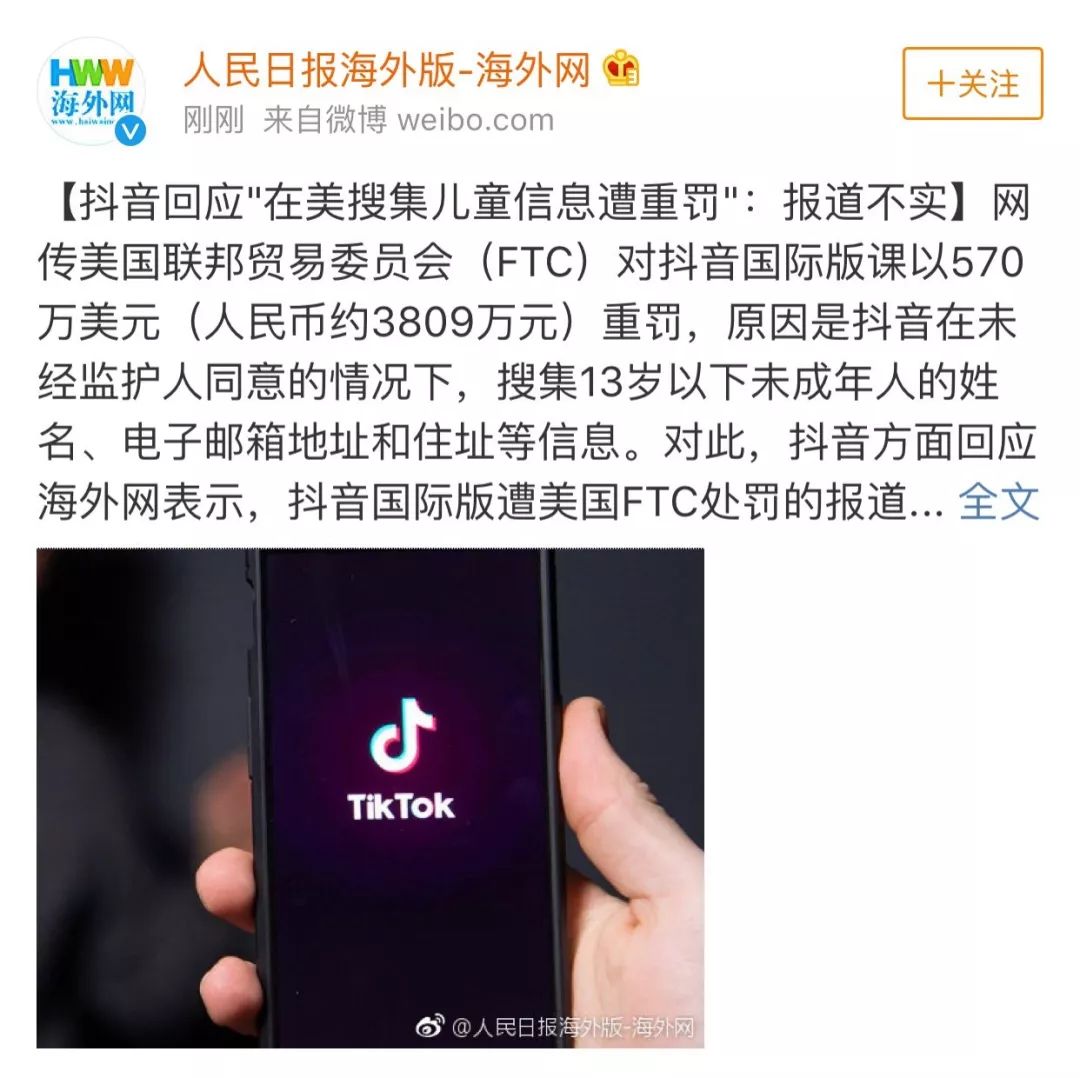 HWW
海外网
人民日报海外版-海外网
+关注
刚刚 来自微博 weibo.com
【抖音回应"在美搜集儿童信息遭重罚"：报道不实】网
传美国联邦贸易委员会（FTC）对抖音国际版课以570
万美元（人民币约3809万元）重罚，原因是抖音在未
经监护人同意的情况下，搜集13岁以下未成年人的姓
名、电子邮箱地址和住址等信息。对此，抖音方面回应
海外网表示，抖音国际版遭美国FTC处罚的报道... 全文
TikTok
@人民日报海外版-海外网